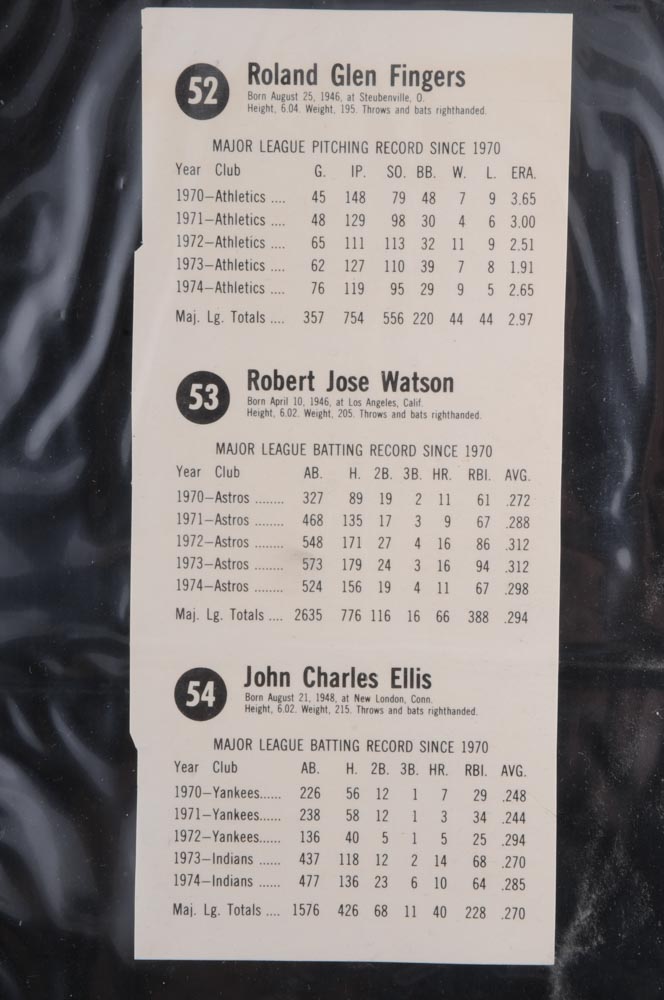 52 Roland Glen Fingers
Born August 25, 1946, at Steubenville, O.
Height, 6.04. Weight, 195. Throws and bats righthanded.
MAJOR LEAGUE PITCHING RECORD SINCE 1970
Year Club G. IP. SO. BB. W. L. ERA.
1970—Athletics .... 45 148 79 48 7 9 3.65
1971—Athletics .... 48 129 98 30 4 6 3.00
1972—Athletics .... 65 111 113 32 11 9 2.51
1973—Athletics .... 62 127 110 39 7 8 1.91
1974—Athletics .... 76 119 95 29 9 5 2.65
Maj. Lg. Totals .... 357 754 556 220 44 44 2.97
53 Robert Jose Watson
Born April 10, 1946, at Los Angeles, Calif.
Height, 6.02. Weight, 205. Throws and bats righthanded.
MAJOR LEAGUE BATTING RECORD SINCE 1970
Year Club AB. H. 2B. 3B. HR. RBI. AVG.
1970—Astros ........ 327 89 19 2 11 61 .272
1971—Astros ........ 468 135 17 3 9 67 .288
1972—Astros ........ 548 171 27 4 16 86 .312
1973—Astros ........ 573 179 24 3 16 94 .312
1974—Astros ........ 524 156 19 4 11 67 .298
Maj. Lg. Totals .... 2635 776 116 16 66 388 .294
54 John Charles Ellis
Born August 21, 1948, at New London, Conn.
Height, 6.02. Weight, 215. Throws and bats righthanded.
MAJOR LEAGUE BATTING RECORD SINCE 1970
Year Club AB. H. 2B. 3B. HR. RBI. AVG.
1970—Yankees...... 226 56 12 1 7 29 .248
1971—Yankees...... 238 58 12 1 3 34 .244
1972—Yankees...... 136 40 5 1 5 25 .294
1973—Indians ...... 437 118 12 2 14 68 .270
1974—Indians ...... 477 136 23 6 10 64 .285
Maj. Lg. Totals .... 1576 426 68 11 40 228 .270